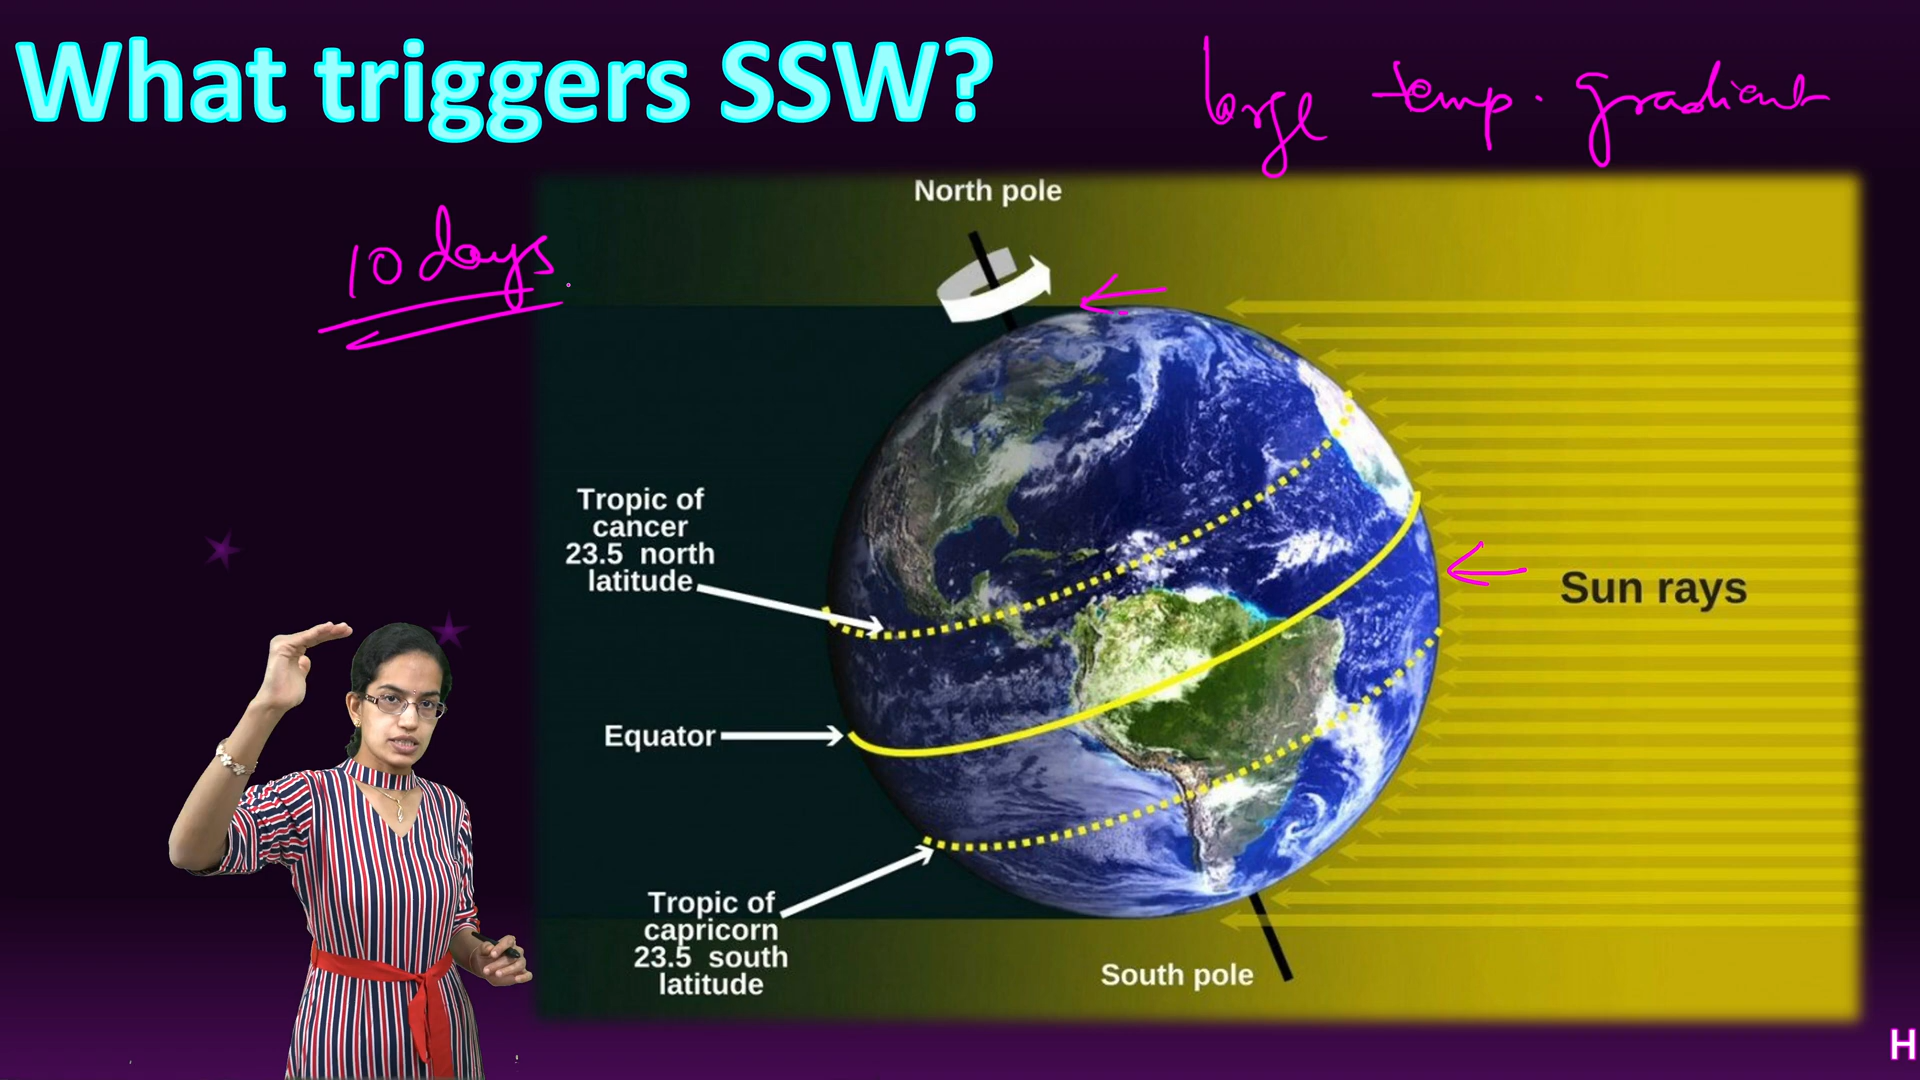 What triggers SSW?
large temp. gradient
10 days
North pole
Tropic of
cancer
23.5 north
latitude
Sun rays
Equator
Tropic of
capricorn
23.5 south
latitude
South pole
H